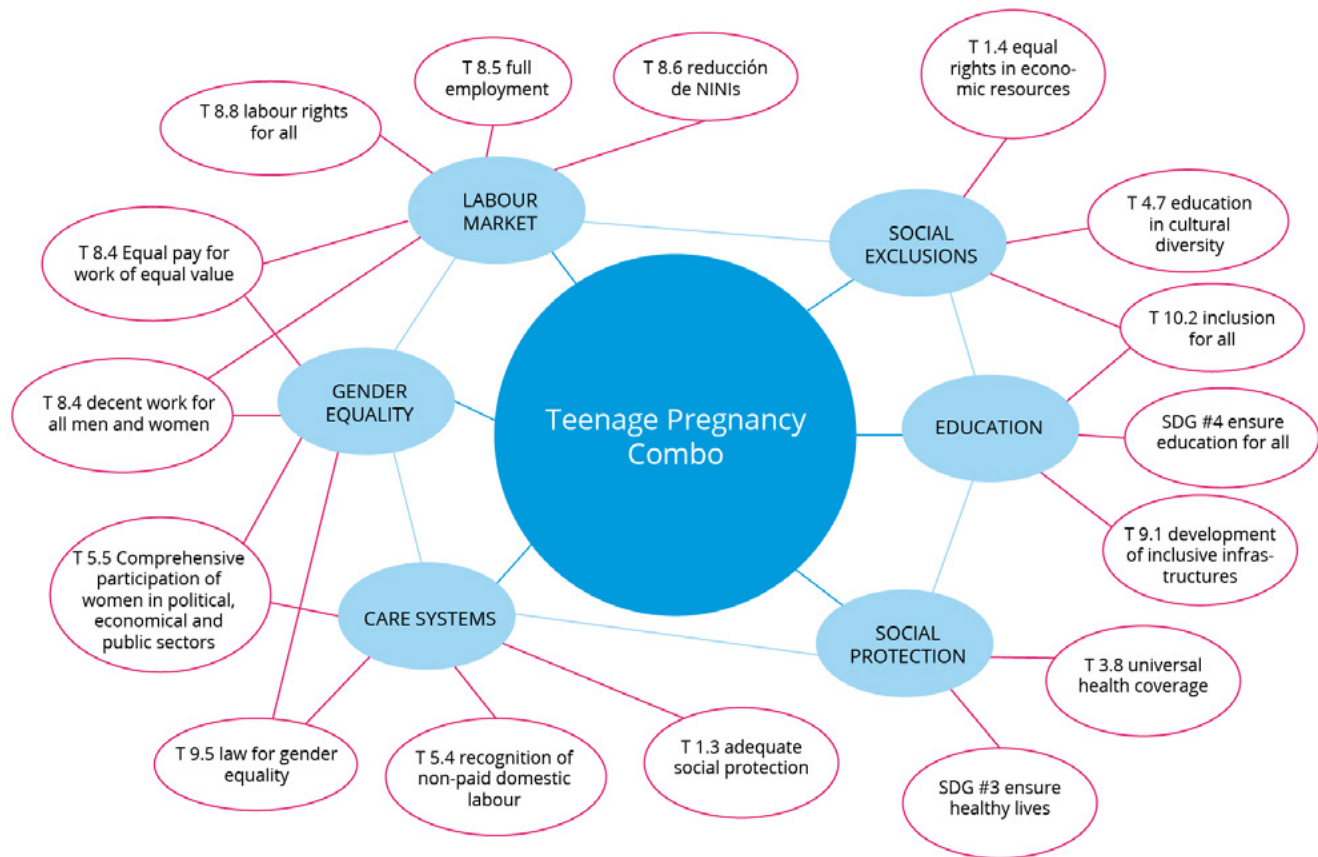 T 8.5 full
employment
T 8.6 reducción
de NINIs
T 1.4 equal
rights in econo-
mic resources
T 8.8 labour rights
for all
LABOUR
MARKET
SOCIAL
EXCLUSIONS
T 4.7 education
in cultural
diversity
T 8.4 Equal pay for
work of equal value
T 10.2 inclusion
for all
GENDER
EQUALITY
T 8.4 decent work for
all men and women
Teenage Pregnancy
Combo
EDUCATION
SDG #4 ensure
education for all
T 9.1 development
of inclusive infras-
tructures
T 5.5 Comprehensive
participation of
women in political,
economical and
public sectors
CARE SYSTEMS
SOCIAL
PROTECTION
T 3.8 universal
health coverage
T 9.5 law for gender
equality
T 5.4 recognition of
non-paid domestic
labour
T 1.3 adequate
social protection
SDG #3 ensure
healthy lives